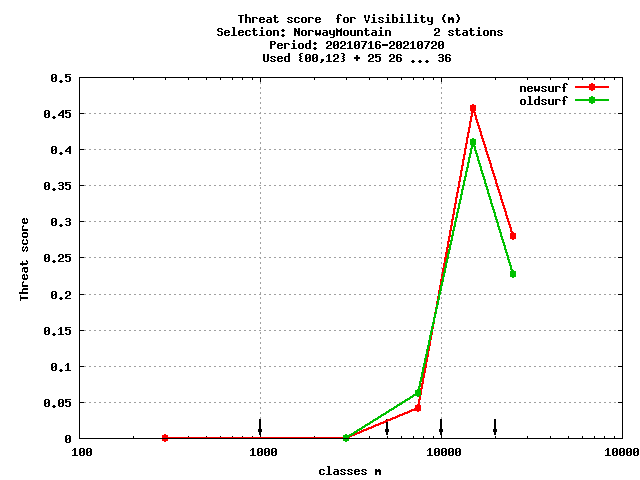 Threat score  for Visibility (m)
Selection: NorwayMountain      2 stations
Period: 20210716-20210720
Used {00,12} + 25 26 ... 36
newsurf
oldsurf
0.5
0.45
0.4
0.35
0.3
0.25
0.2
0.15
0.1
0.05
0
Threat score
100 1000 10000 10000
classes m